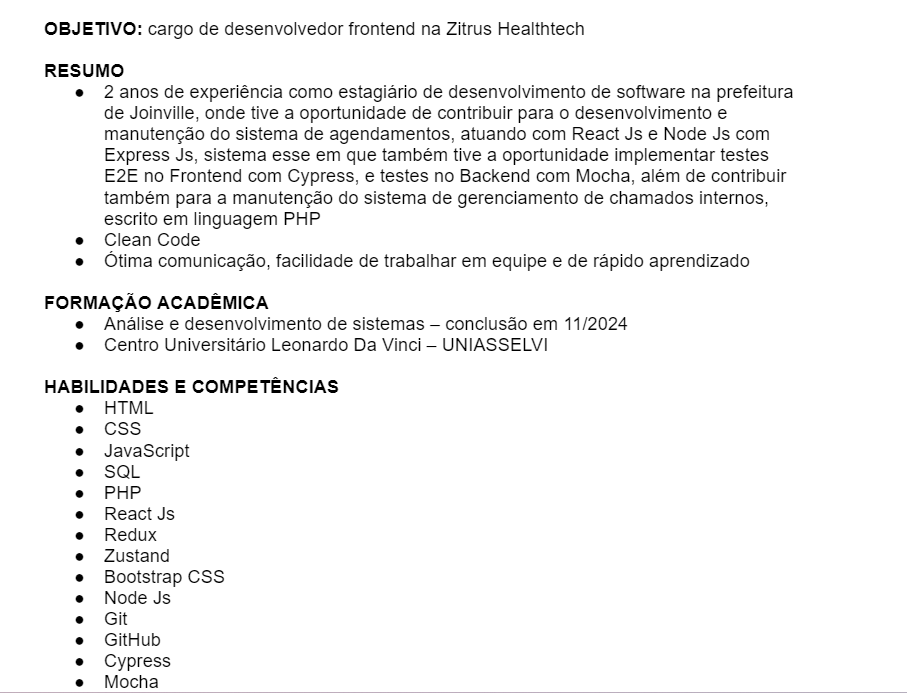 OBJETIVO: cargo de desenvolvedor frontend na Zitrus Healthtech
RESUMO
● 2 anos de experiência como estagiário de desenvolvimento de software na prefeitura
de Joinville, onde tive a oportunidade de contribuir para o desenvolvimento e
manutenção do sistema de agendamentos, atuando com React Js e Node Js com
Express Js, sistema esse em que também tive a oportunidade implementar testes
E2E no Frontend com Cypress, e testes no Backend com Mocha, além de contribuir
também para a manutenção do sistema de gerenciamento de chamados internos,
escrito em linguagem PHP
● Clean Code
● Ótima comunicação, facilidade de trabalhar em equipe e de rápido aprendizado
FORMAÇÃO ACADÊMICA
● Análise e desenvolvimento de sistemas – conclusão em 11/2024
● Centro Universitário Leonardo Da Vinci – UNIASSELVI
HABILIDADES E COMPETÊNCIAS
● HTML
● CSS
● JavaScript
● SQL
● PHP
● React Js
● Redux
● Zustand
● Bootstrap CSS
● Node Js
● Git
● GitHub
● Cypress
● Mocha